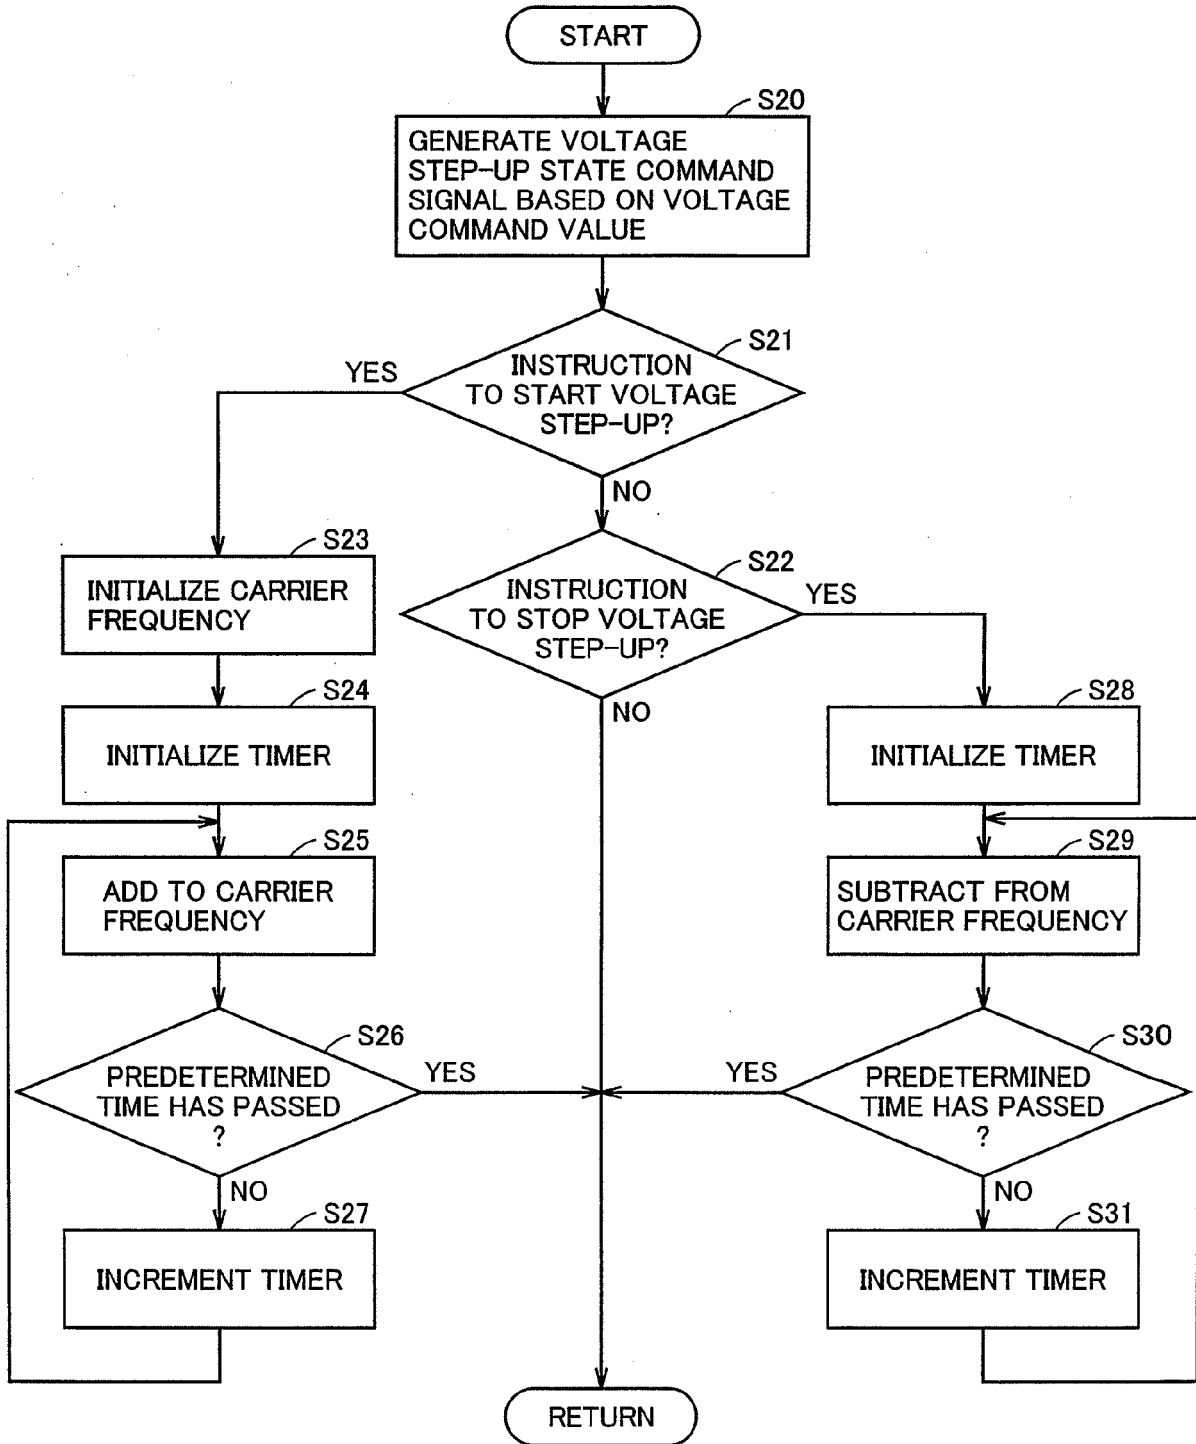 START
S20
GENERATE VOLTAGE
STEP-UP STATE COMMAND
SIGNAL BASED ON VOLTAGE
COMMAND VALUE
S21
INSTRUCTION
TO START VOLTAGE
STEP-UP?
YES
NO
S22
INSTRUCTION
TO STOP VOLTAGE
STEP-UP?
YES
NO
S23
INITIALIZE CARRIER
FREQUENCY
S24
INITIALIZE TIMER
S25
ADD TO CARRIER
FREQUENCY
S26
PREDETERMINED
TIME HAS PASSED
?
YES
NO
S27
INCREMENT TIMER
S28
INITIALIZE TIMER
S29
SUBTRACT FROM
CARRIER FREQUENCY
S30
PREDETERMINED
TIME HAS PASSED
?
YES
NO
S31
INCREMENT TIMER
RETURN